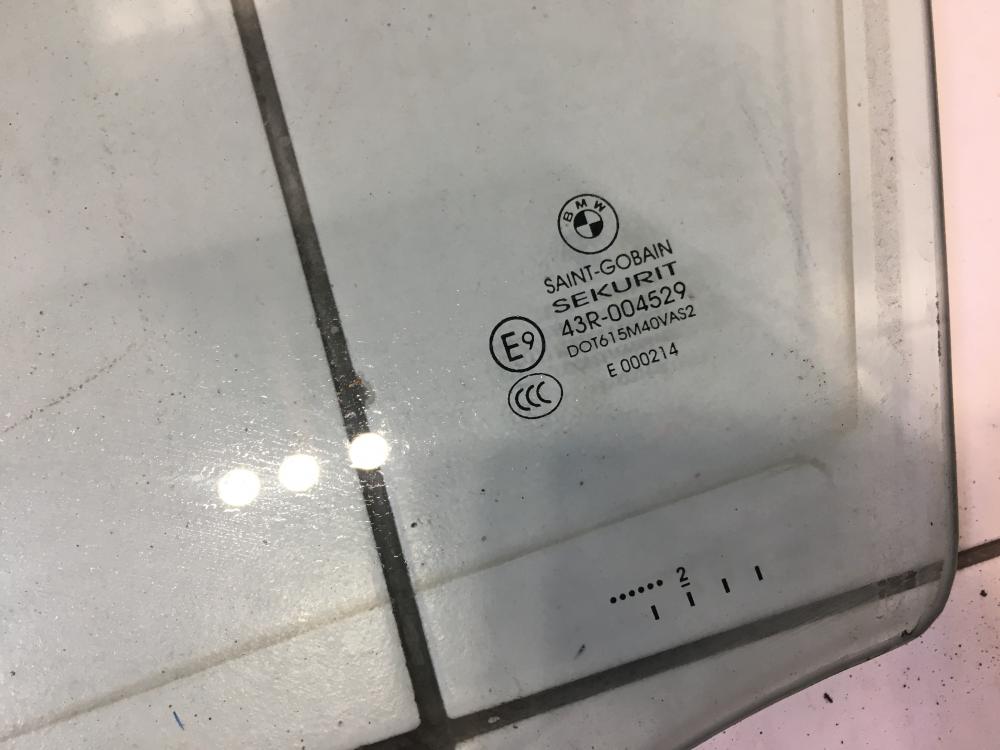 BMW
SAINT-GOBAIN
SEKURIT
43R-004529
DOT615M40VAS2
E 000214
E9
CCC
...... 2